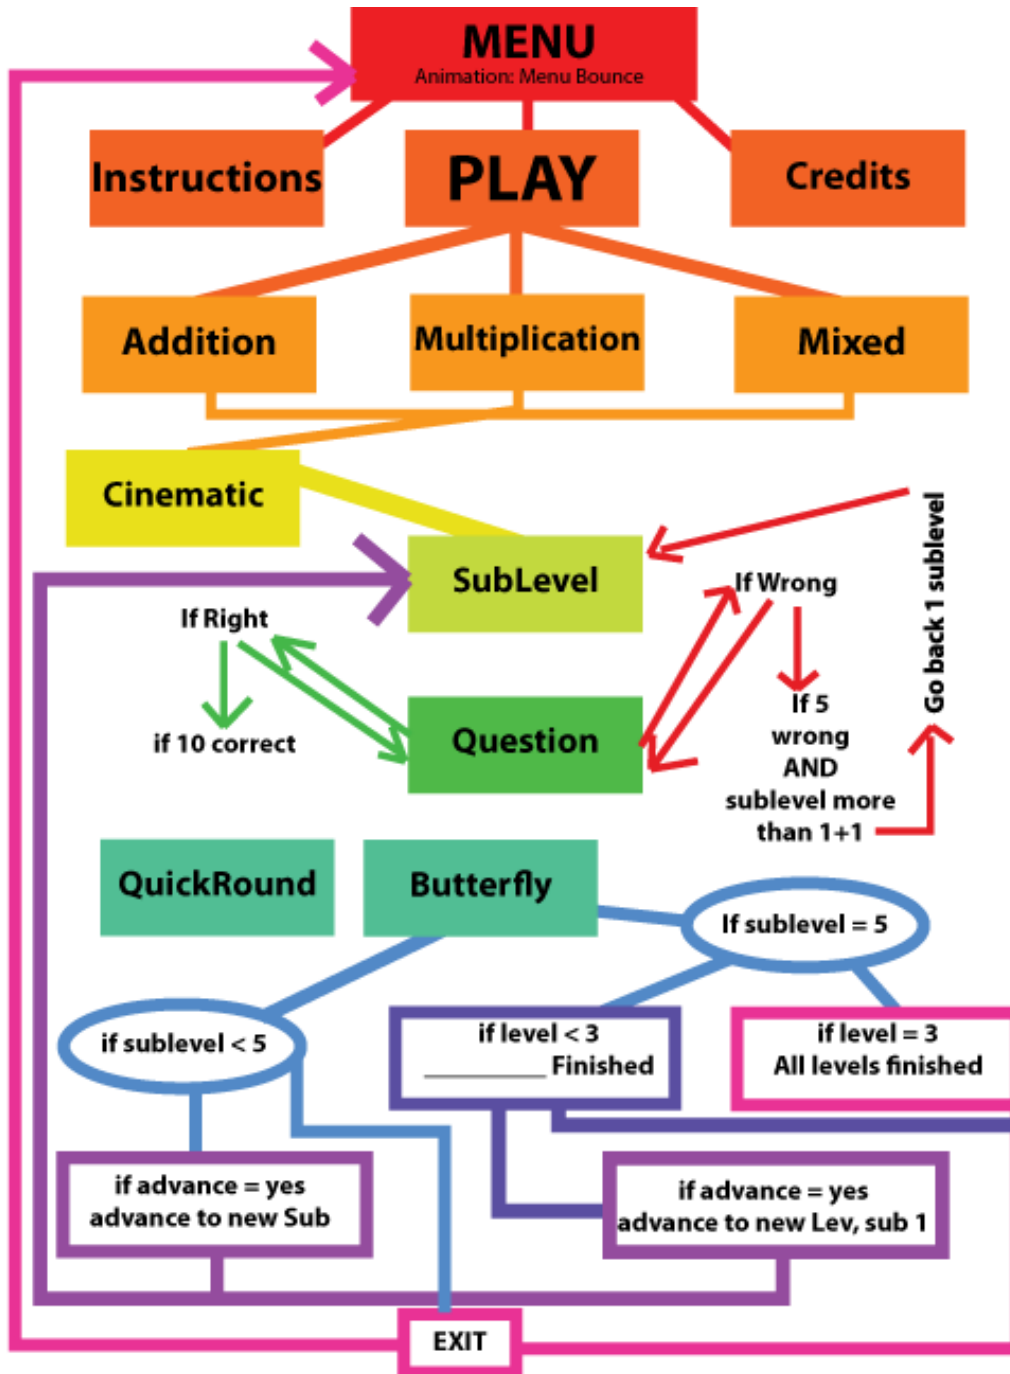 MENU
Animation: Menu Bounce
Instructions
PLAY
Credits
Addition
Multiplication
Mixed
Cinematic
SubLevel
If Right
If Wrong
Go back 1 sublevel
if 10 correct
Question
If 5
wrong
AND
sublevel more
than 1+1
QuickRound
Butterfly
If sublevel = 5
if sublevel < 5
if level < 3
__________ Finished
if level = 3
All levels finished
if advance = yes
advance to new Sub
if advance = yes
advance to new Lev, sub 1
EXIT